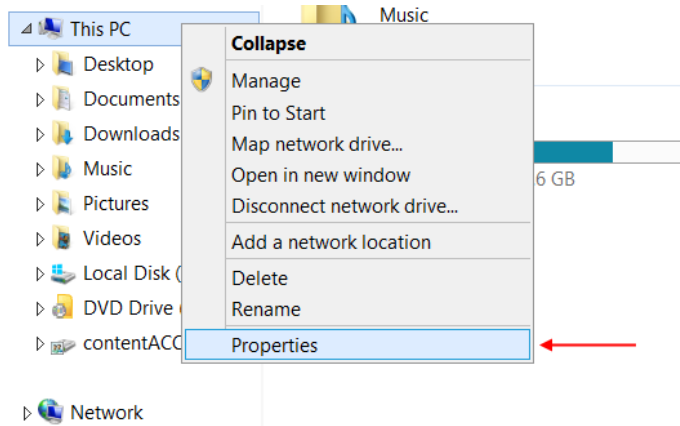 This PC
Desktop
Documents
Downloads
Music
Pictures
Videos
Local Disk (
DVD Drive
contentACC
Network
Collapse
Manage
Pin to Start
Map network drive...
Open in new window
Disconnect network drive...
Add a network location
Delete
Rename
Properties
Music
.6 GB